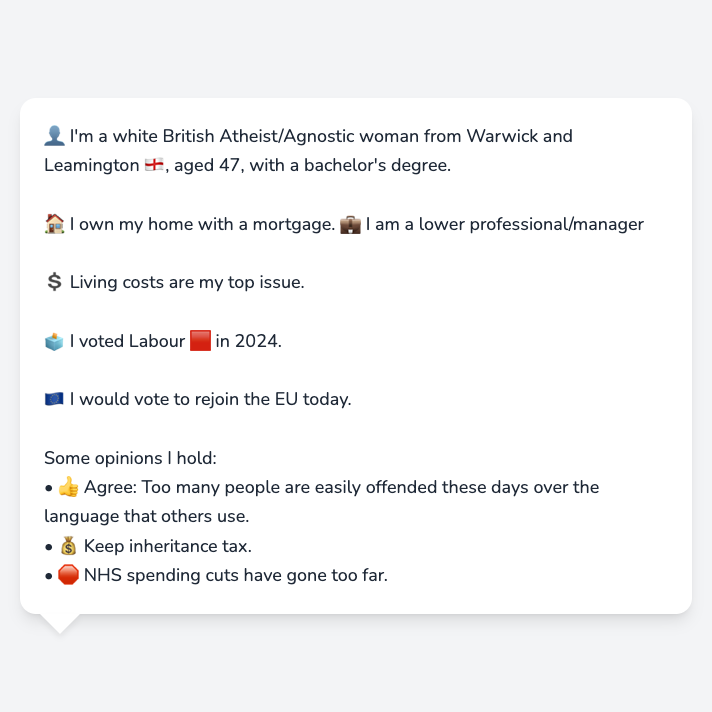 👤 I'm a white British Atheist/Agnostic woman from Warwick and
Leamington 🏴󠁧󠁢󠁥󠁮󠁧󠁿, aged 47, with a bachelor's degree.
🏠 I own my home with a mortgage. 💼 I am a lower professional/manager
💲 Living costs are my top issue.
🗳️ I voted Labour 🟥 in 2024.
🇪🇺 I would vote to rejoin the EU today.
Some opinions I hold:
• 👍 Agree: Too many people are easily offended these days over the
language that others use.
• 💰 Keep inheritance tax.
• 🛑 NHS spending cuts have gone too far.